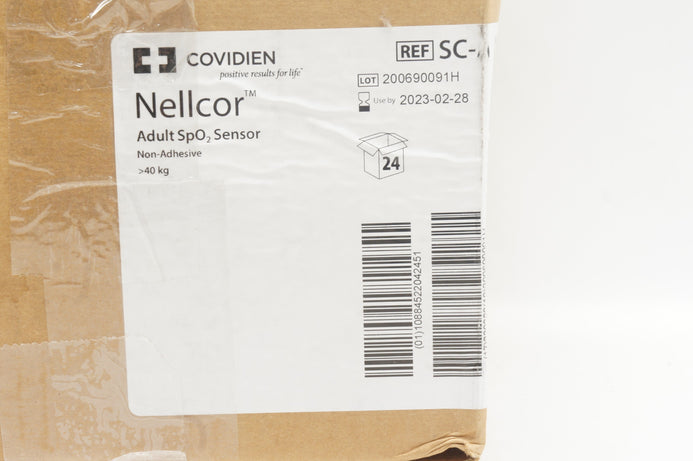 COVIDIEN
positive results for life™
Nellcor™
Adult SpO₂ Sensor
Non-Adhesive
>40 kg
REF SC-A
LOT 200690091H
Use by 2023-02-28
24
(01)10884522042451